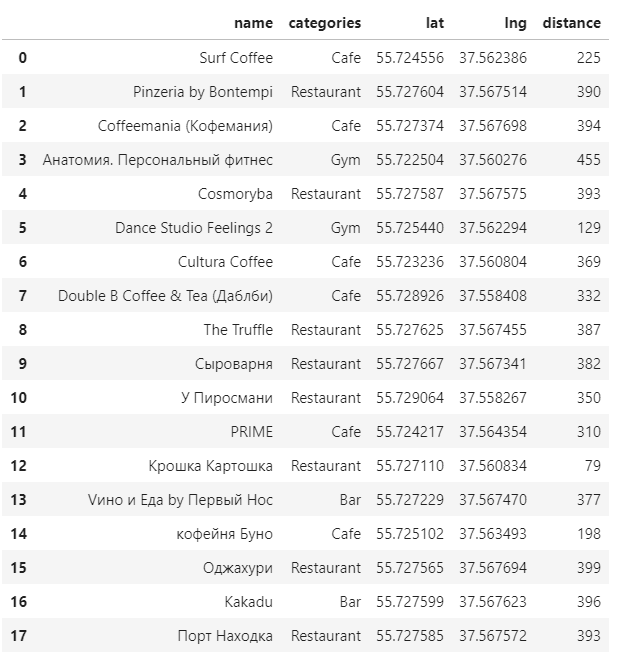 name categories lat lng distance
0 Surf Coffee Cafe 55.724556 37.562386 225
1 Pinzeria by Bontempi Restaurant 55.727604 37.567514 390
2 Coffeemania (Кофемания) Cafe 55.727374 37.567698 394
3 Анатомия. Персональный фитнес Gym 55.722504 37.560276 455
4 Cosmoryba Restaurant 55.727587 37.567575 393
5 Dance Studio Feelings 2 Gym 55.725440 37.562294 129
6 Cultura Coffee Cafe 55.723236 37.560804 369
7 Double B Coffee & Tea (Даблби) Cafe 55.728926 37.558408 332
8 The Truffle Restaurant 55.727625 37.567455 387
9 Сыроварня Restaurant 55.727667 37.567341 382
10 У Пиросмани Restaurant 55.729064 37.558267 350
11 PRIME Cafe 55.724217 37.564354 310
12 Крошка Картошка Restaurant 55.727110 37.560834 79
13 Vино и Еда by Первый Нос Bar 55.727229 37.567470 377
14 кофейня Буно Cafe 55.725102 37.563493 198
15 Оджахури Restaurant 55.727565 37.567694 399
16 Kakadu Bar 55.727599 37.567623 396
17 Порт Находка Restaurant 55.727585 37.567572 393